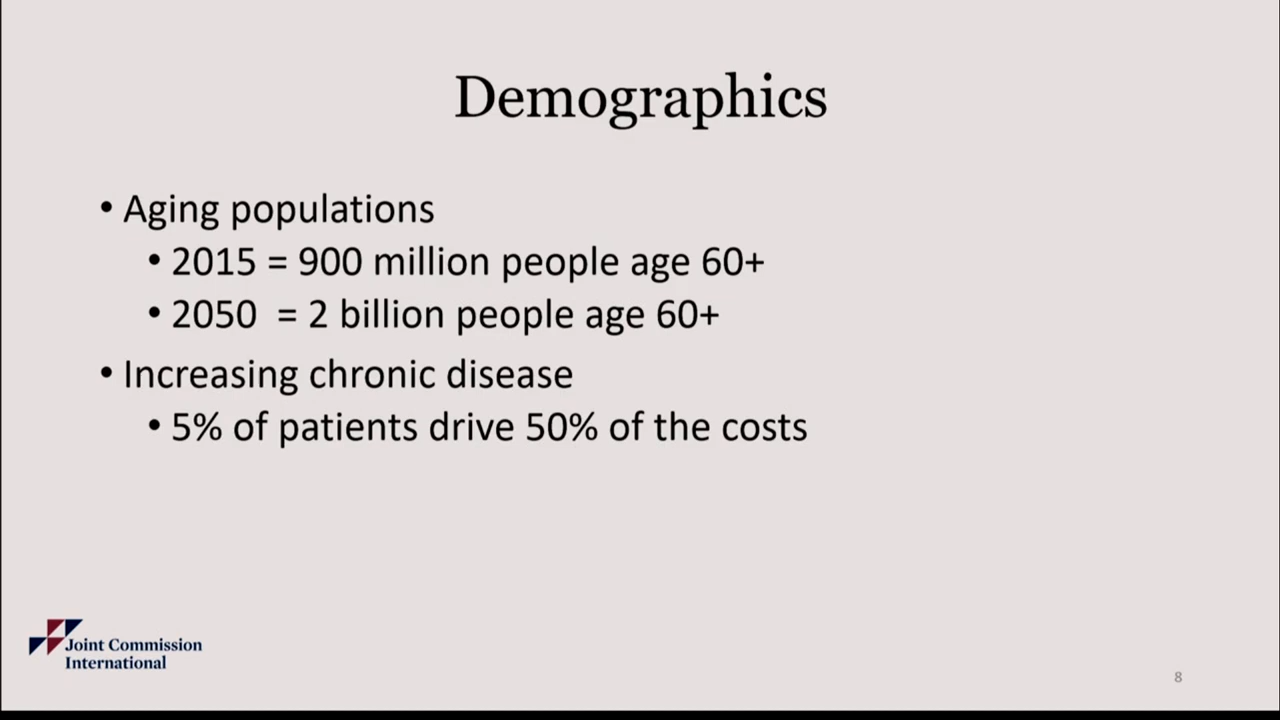 Demographics
• Aging populations
• 2015 = 900 million people age 60+
• 2050 = 2 billion people age 60+
• Increasing chronic disease
• 5% of patients drive 50% of the costs
Joint Commission
International
8